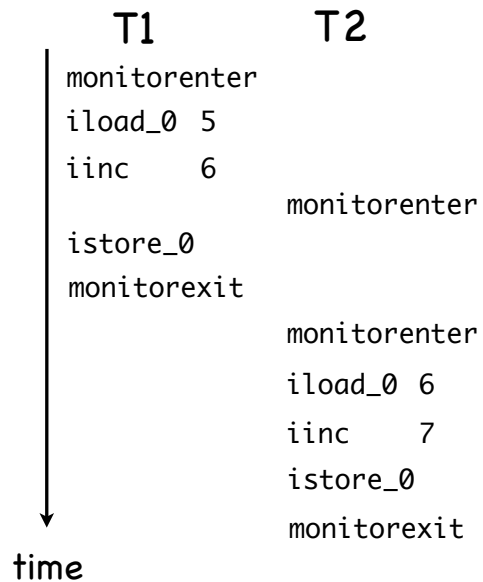 T1 T2
monitorenter
iload_0 5
iinc 6
monitorenter
istore_0
monitorexit
monitorenter
iload_0 6
iinc 7
istore_0
monitorexit
time